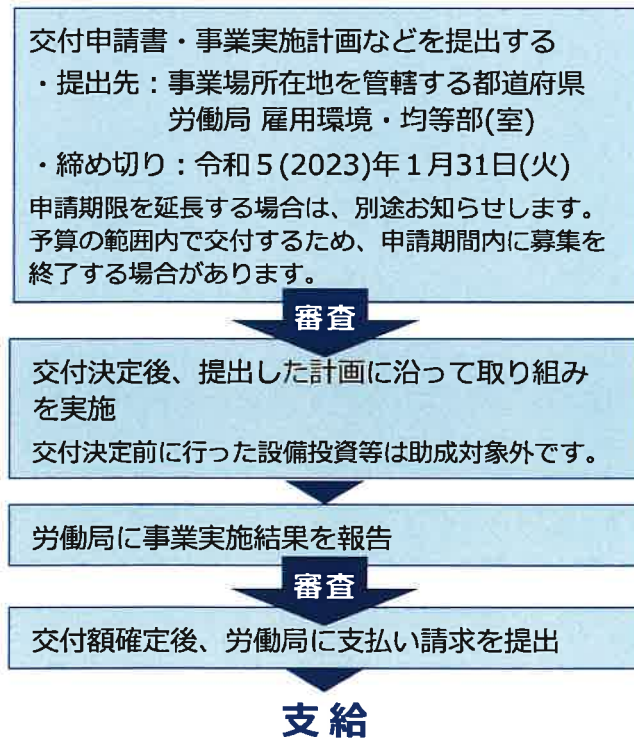 交付申請書・事業実施計画などを提出する
・提出先：事業場所在地を管轄する都道府県
労働局 雇用環境・均等部(室)
・締め切り：令和５(2023)年１月31日(火)
申請期限を延長する場合は、別途お知らせします。
予算の範囲内で交付するため、申請期間内に募集を
終了する場合があります。
審査
交付決定後、提出した計画に沿って取り組み
を実施
交付決定前に行った設備投資等は助成対象外です。
労働局に事業実施結果を報告
審査
交付額確定後、労働局に支払い請求を提出
支給